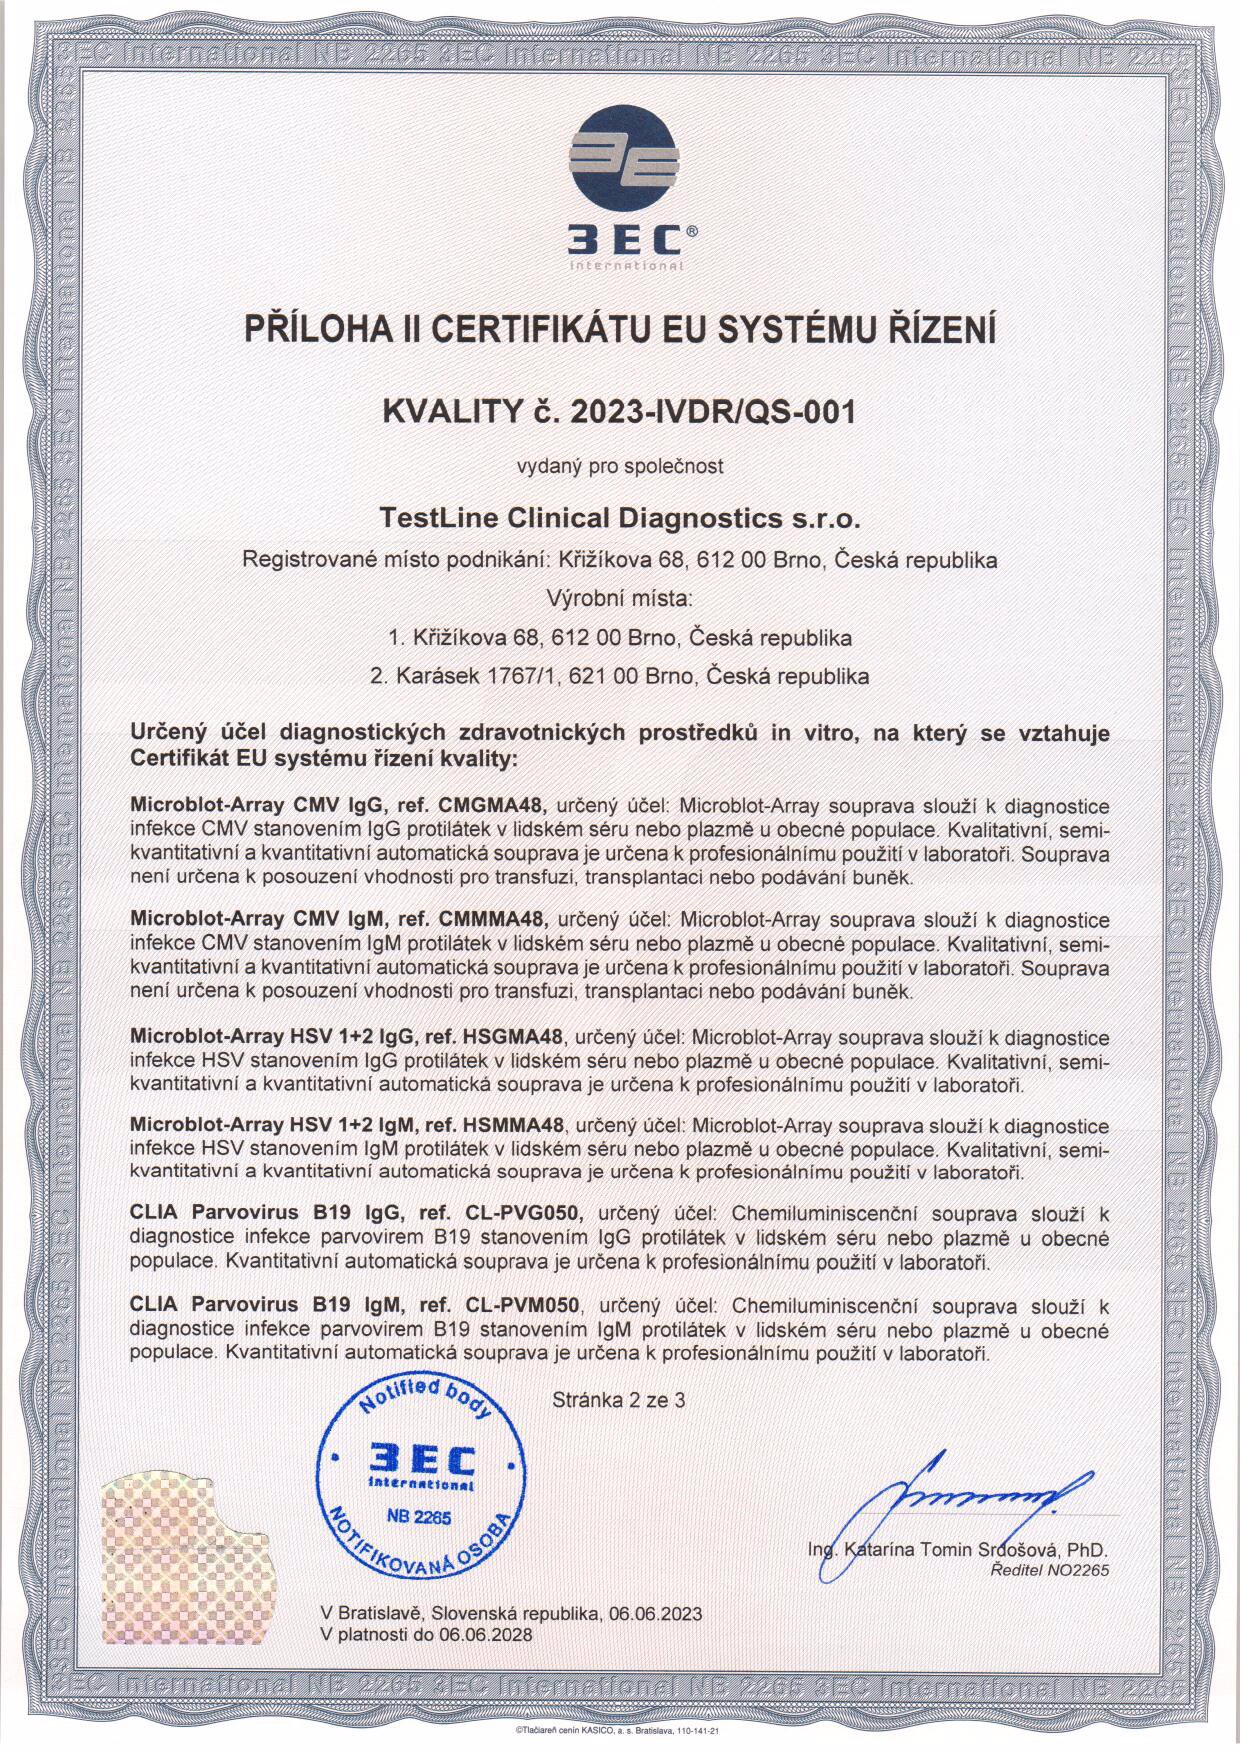 3EC International NB 2265 3EC International NB 2265 3EC International NB 2265
3EC®
international
PŘÍLOHA II CERTIFIKÁTU EU SYSTÉMU ŘÍZENÍ
KVALITY č. 2023-IVDR/QS-001
vydaný pro společnost
TestLine Clinical Diagnostics s.r.o.
Registrované místo podnikání: Křižíkova 68, 612 00 Brno, Česká republika
Výrobní místa:
1. Křižíkova 68, 612 00 Brno, Česká republika
2. Karásek 1767/1, 621 00 Brno, Česká republika
Určený účel diagnostických zdravotnických prostředků in vitro, na který se vztahuje
Certifikát EU systému řízení kvality:
Microblot-Array CMV IgG, ref. CMGMA48, určený účel: Microblot-Array souprava slouží k diagnostice
infekce CMV stanovením IgG protilátek v lidském séru nebo plazmě u obecné populace. Kvalitativní, semi-
kvantitativní a kvantitativní automatická souprava je určena k profesionálnímu použití v laboratoři. Souprava
není určena k posouzení vhodnosti pro transfuzi, transplantaci nebo podávání buněk.
Microblot-Array CMV IgM, ref. CMMMA48, určený účel: Microblot-Array souprava slouží k diagnostice
infekce CMV stanovením IgM protilátek v lidském séru nebo plazmě u obecné populace. Kvalitativní, semi-
kvantitativní a kvantitativní automatická souprava je určena k profesionálnímu použití v laboratoři. Souprava
není určena k posouzení vhodnosti pro transfuzi, transplantaci nebo podávání buněk.
Microblot-Array HSV 1+2 IgG, ref. HSGMA48, určený účel: Microblot-Array souprava slouží k diagnostice
infekce HSV stanovením IgG protilátek v lidském séru nebo plazmě u obecné populace. Kvalitativní, semi-
kvantitativní a kvantitativní automatická souprava je určena k profesionálnímu použití v laboratoři.
Microblot-Array HSV 1+2 IgM, ref. HSMMA48, určený účel: Microblot-Array souprava slouží k diagnostice
infekce HSV stanovením IgM protilátek v lidském séru nebo plazmě u obecné populace. Kvalitativní, semi-
kvantitativní a kvantitativní automatická souprava je určena k profesionálnímu použití v laboratoři.
CLIA Parvovirus B19 IgG, ref. CL-PVG050, určený účel: Chemiluminiscenční souprava slouží k
diagnostice infekce parvovirem B19 stanovením IgG protilátek v lidském séru nebo plazmě u obecné
populace. Kvantitativní automatická souprava je určena k profesionálnímu použití v laboratoři.
CLIA Parvovirus B19 IgM, ref. CL-PVM050, určený účel: Chemiluminiscenční souprava slouží k
diagnostice infekce parvovirem B19 stanovením IgM protilátek v lidském séru nebo plazmě u obecné
populace. Kvantitativní automatická souprava je určena k profesionálnímu použití v laboratoři.
Stránka 2 ze 3
Notified body
3EC
international
NB 2265
NOTIFIKOVANÁ OSOBA
Ing. Katarína Tomin Srdošová, PhD.
Ředitel NO2265
V Bratislavě, Slovenská republika, 06.06.2023
V platnosti do 06.06.2028
3EC International NB 2265 3EC International NB 2265 3EC International NB 2265
©Tlačiareň cenín KASICO, a. s. Bratislava, 110-141-21